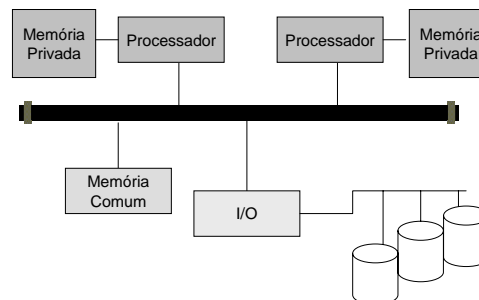 Memória
Privada
Processador
Processador
Memória
Privada
Memória
Comum
I/O